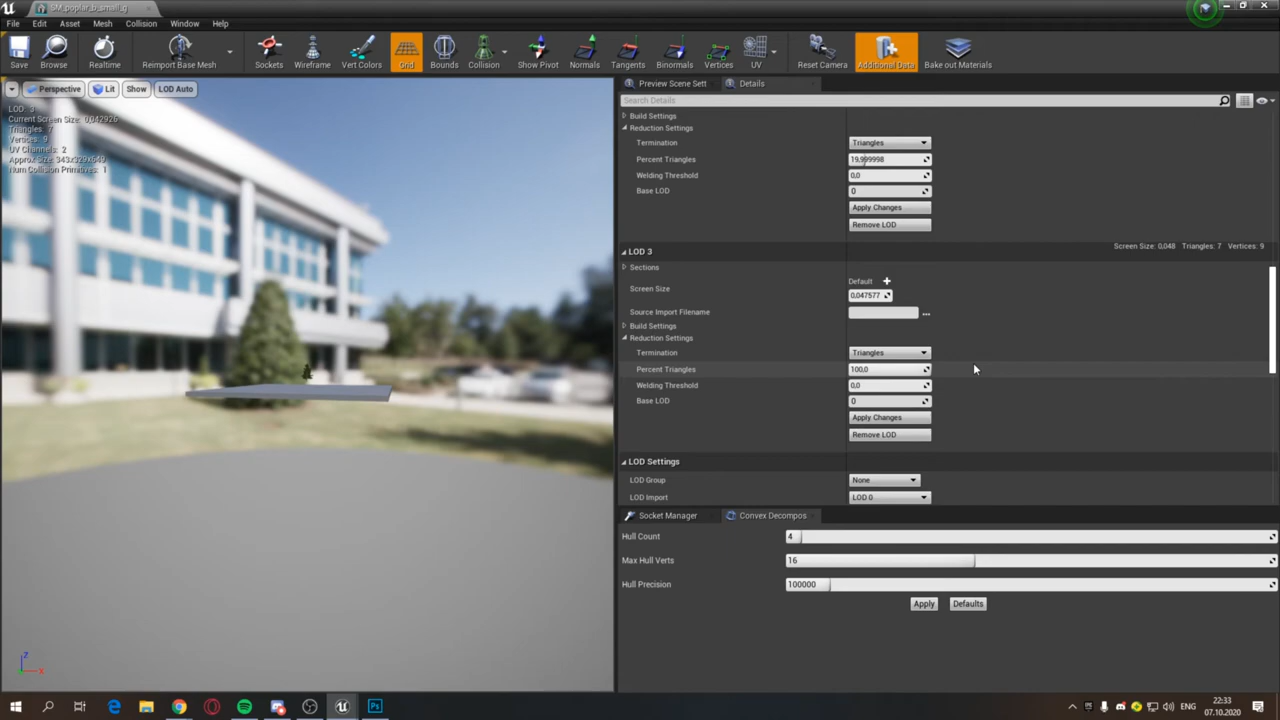 SM_poplar_b_small_g
File Edit Asset Mesh Collision Window Help
Save Browse Realtime Reimport Base Mesh Sockets Wireframe Vert Colors Grid Bounds Collision Show Pivot Normals Tangents Binormals Vertices UV Reset Camera Additional Data Bake out Materials
Perspective Lit Show LOD Auto
LOD: 3
Current Screen Size: 0,042926
Triangles: 7
Vertices: 9
UV Channels: 2
Approx Size: 343x329x649
Num Collision Primitives: 1
Z
X
Preview Scene Sett Details
Search Details
Build Settings
Reduction Settings
Termination Triangles
Percent Triangles 19,999998
Welding Threshold 0,0
Base LOD 0
Apply Changes
Remove LOD
LOD 3 Screen Size: 0,048 Triangles: 7 Vertices: 9
Sections
Default
Screen Size 0,047577
Source Import Filename ...
Build Settings
Reduction Settings
Termination Triangles
Percent Triangles 100,0
Welding Threshold 0,0
Base LOD 0
Apply Changes
Remove LOD
LOD Settings
LOD Group None
LOD Import LOD 0
Socket Manager Convex Decompos
Hull Count 4
Max Hull Verts 16
Hull Precision 100000
Apply Defaults
Ps
ENG
22:33
07.10.2020